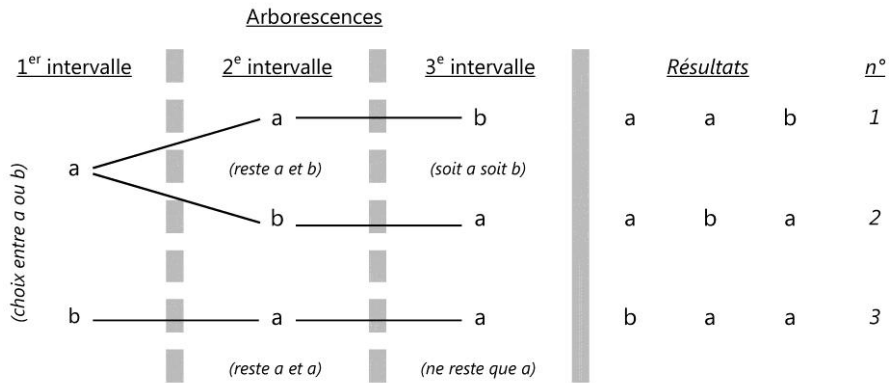 Arborescences
1er intervalle 2e intervalle 3e intervalle Résultats n°
a b a a b 1
a (reste a et b) (soit a soit b)
(choix entre a ou b)
b a a b a 2
b a a b a a 3
(reste a et a) (ne reste que a)